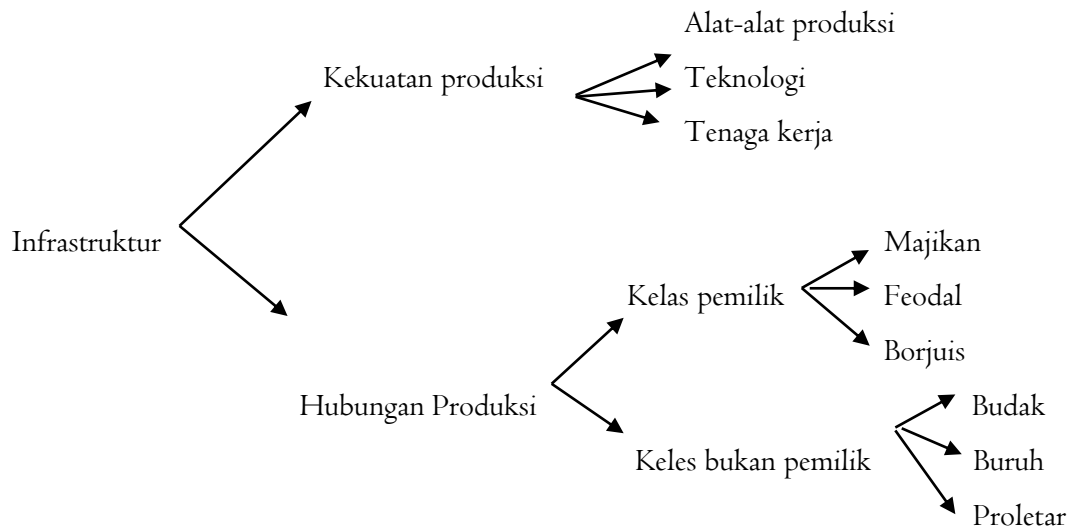 Alat-alat produksi
Kekuatan produksi
Teknologi
Tenaga kerja
Infrastruktur
Majikan
Kelas pemilik
Feodal
Borjuis
Hubungan Produksi
Budak
Keles bukan pemilik
Buruh
Proletar